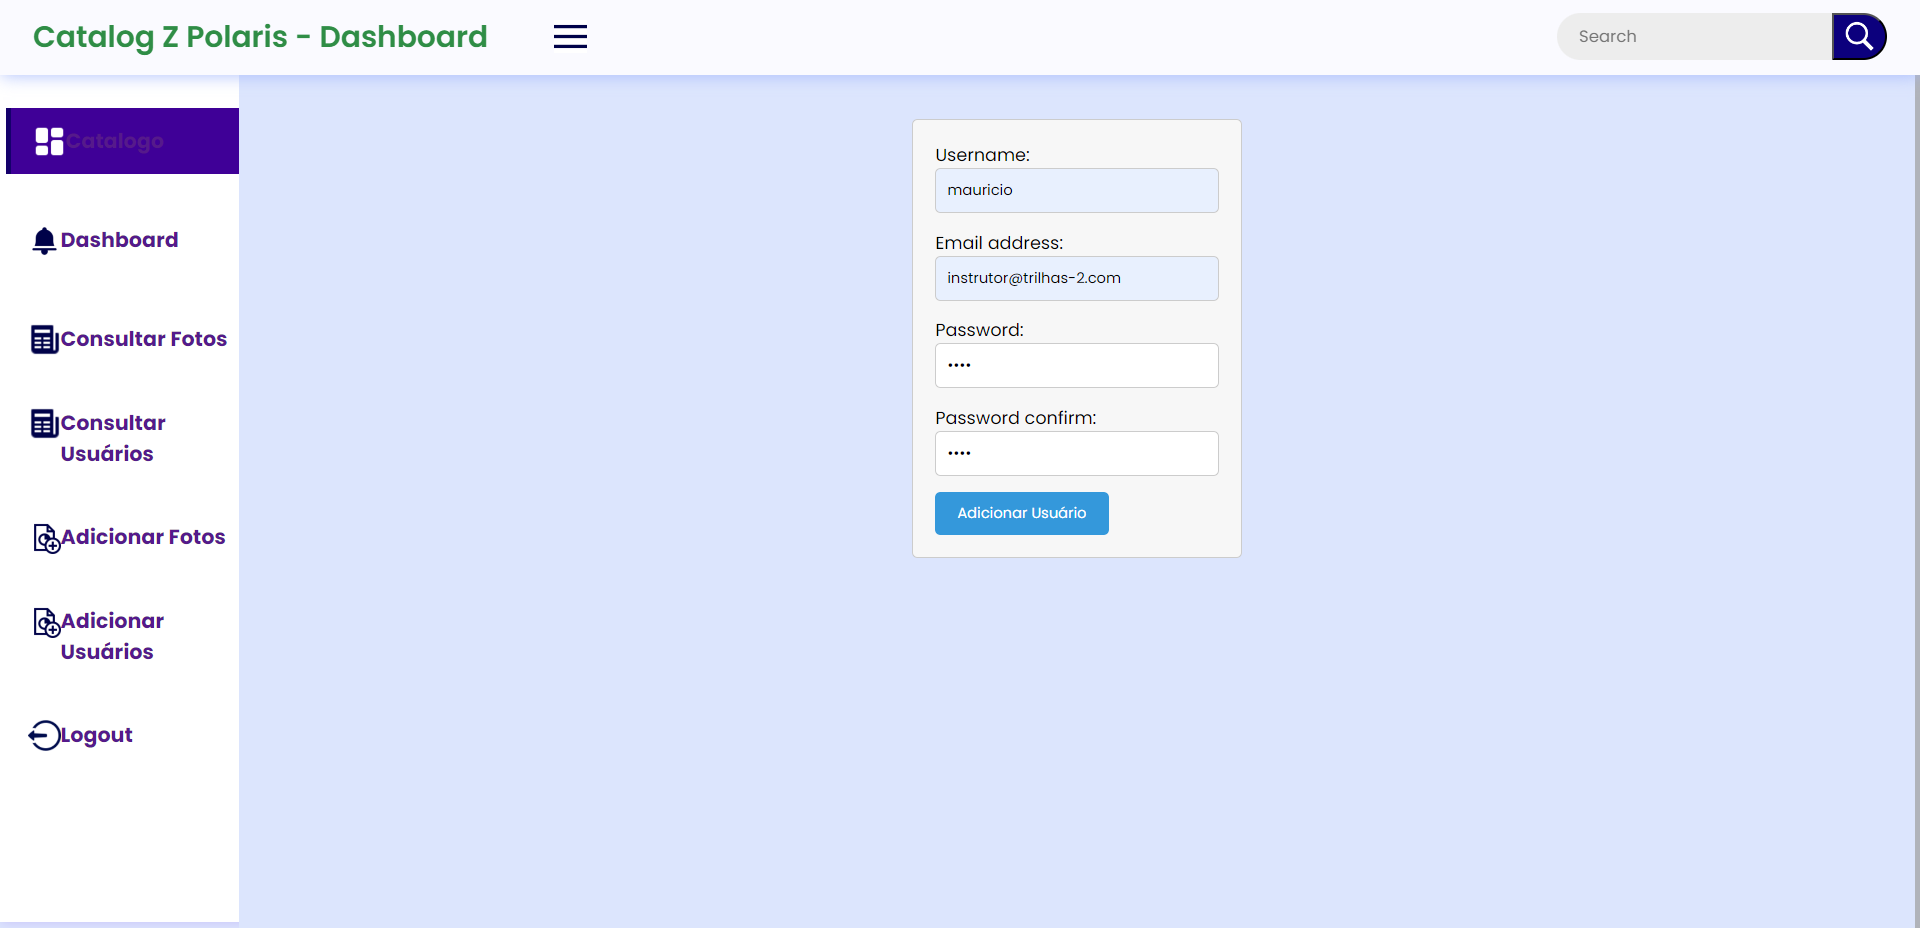 Catalog Z Polaris - Dashboard
Search
Catalogo
Dashboard
Consultar Fotos
Consultar
Usuários
Adicionar Fotos
Adicionar
Usuários
Logout
Username:
mauricio
Email address:
instrutor@trilhas-2.com
Password:
••••
Password confirm:
••••
Adicionar Usuário